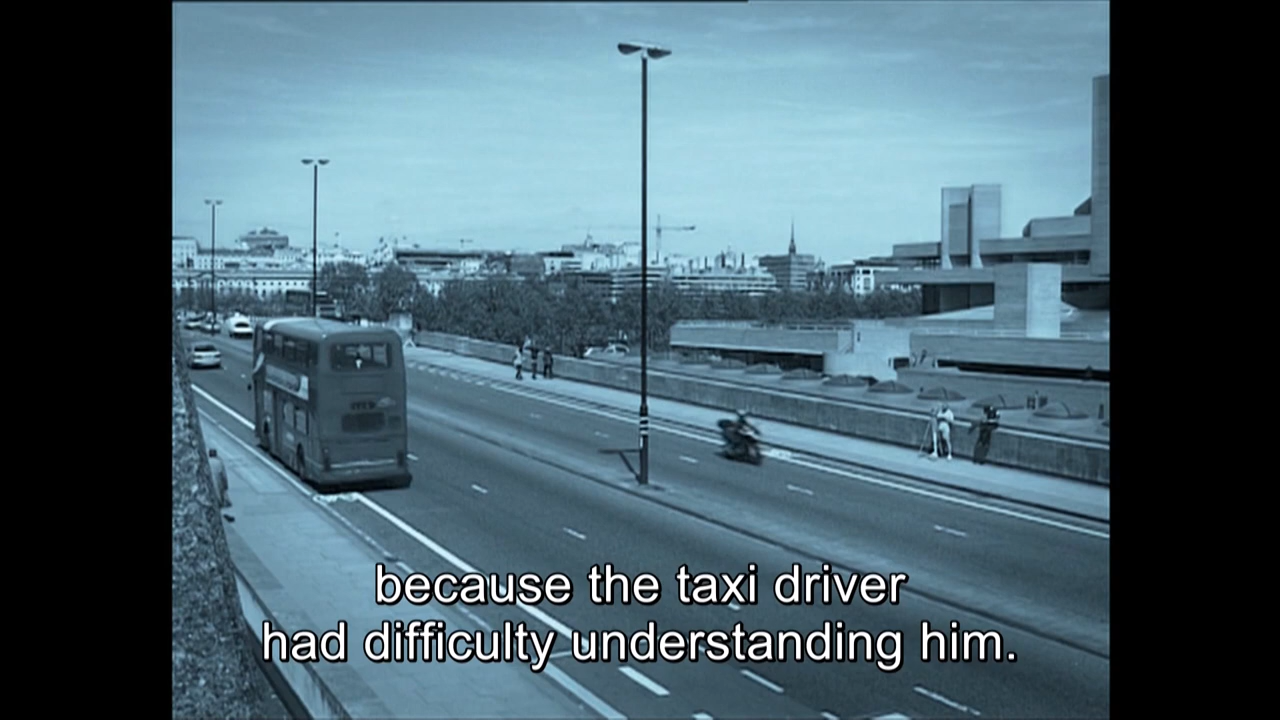 because the taxi driver
had difficulty understanding him.